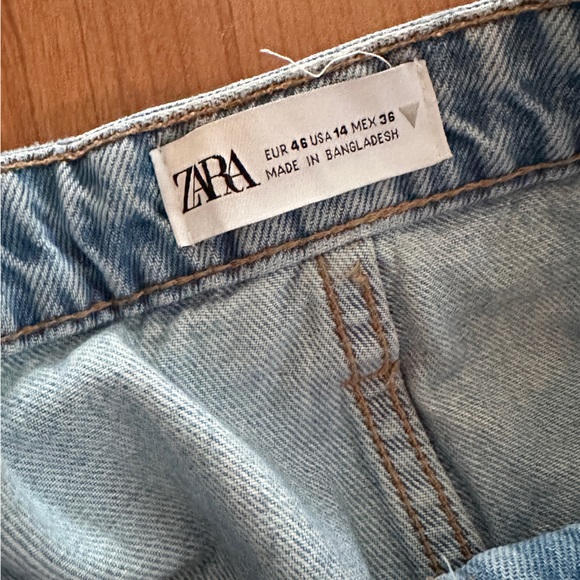 ZARA
EUR 46 USA 14 MEX 36
MADE IN BANGLADESH